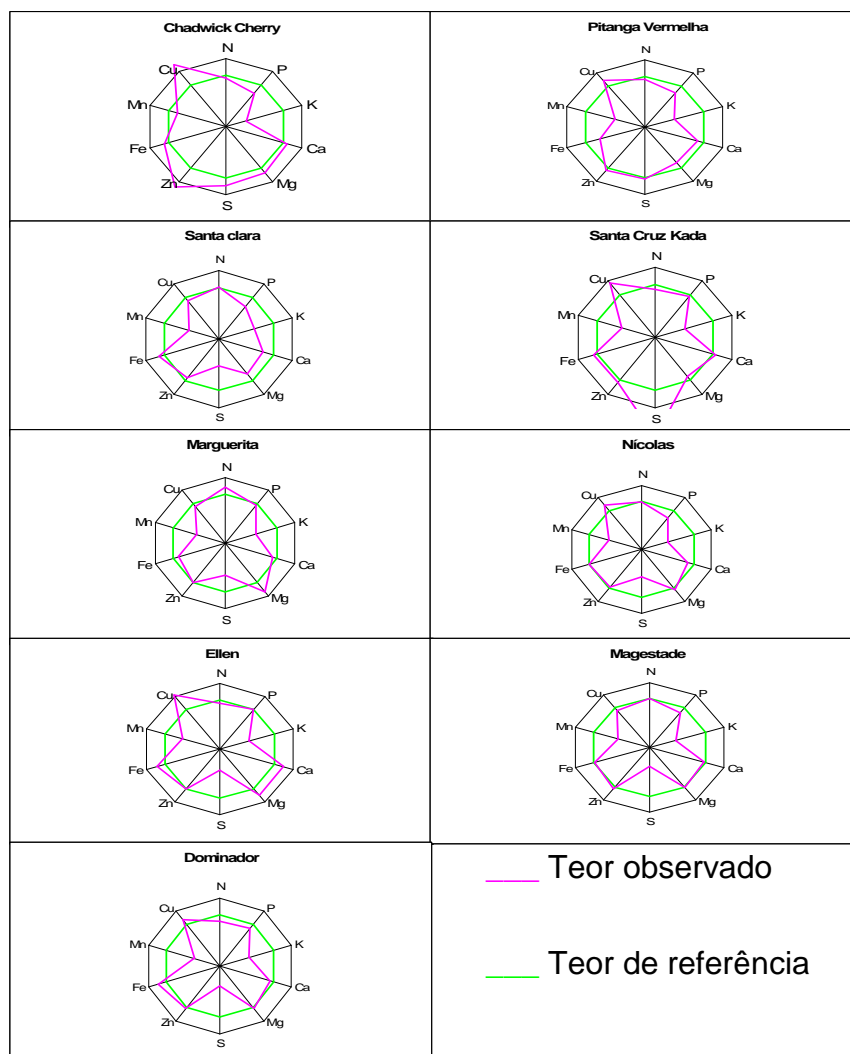 Chadwick Cherry
N
Cu
P
Mn
K
Fe
Ca
Zn
Mg
S
Pitanga Vermelha
N
Cu
P
Mn
K
Fe
Ca
Zn
Mg
S
Santa clara
N
Cu
P
Mn
K
Fe
Ca
Zn
Mg
S
Santa Cruz Kada
N
Cu
P
Mn
K
Fe
Ca
Zn
Mg
S
Marguerita
N
Cu
P
Mn
K
Fe
Ca
Zn
Mg
S
Nícolas
N
Cu
P
Mn
K
Fe
Ca
Zn
Mg
S
Ellen
N
Cu
P
Mn
K
Fe
Ca
Zn
Mg
S
Magestade
N
Cu
P
Mn
K
Fe
Ca
Zn
Mg
S
Dominador
N
Cu
P
Mn
K
Fe
Ca
Zn
Mg
S
Teor observado
Teor de referência